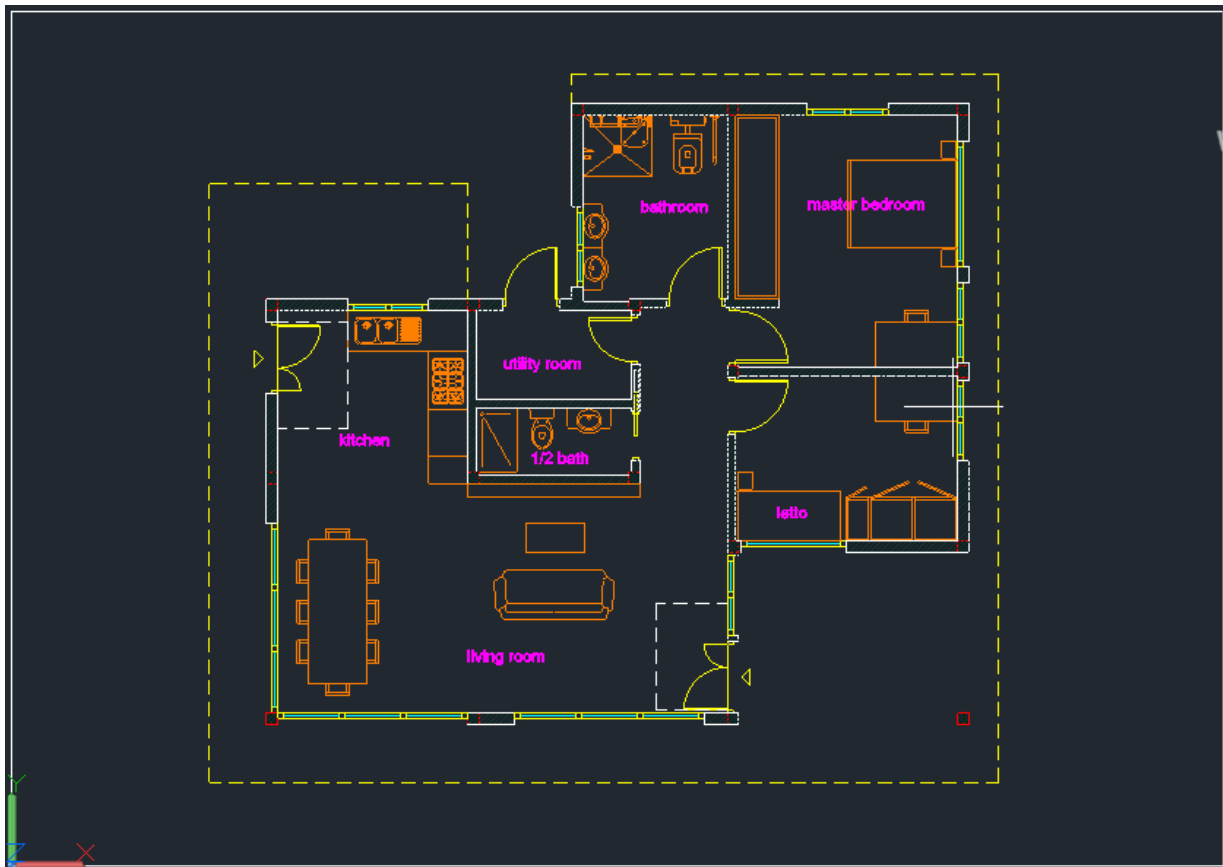 bathroom
master bedroom
utility room
kitchen
1/2 bath
letto
living room
Y
X